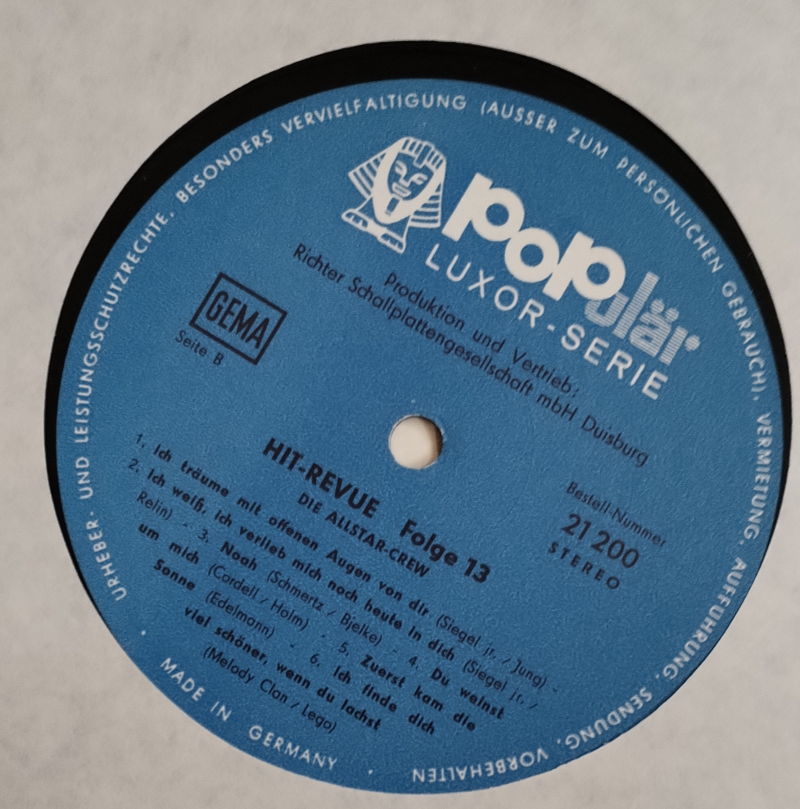 URHEBER- UND LEISTUNGSSCHUTZRECHTE, BESONDERS VERVIELFÄLTIGUNG (AUSSER ZUM PERSÖNLICHEN GEBRAUCH), VERMIETUNG, AUFFÜHRUNG, SENDUNG, VORBEHALTEN
populär
LUXOR-SERIE
Produktion und Vertrieb:
Richter Schallplattengesellschaft mbH Duisburg
GEMA
Seite B
Bestell-Nummer
21 200
STEREO
HIT-REVUE Folge 13
DIE ALLSTAR-CREW
1. Ich träume mit offenen Augen von dir (Siegel jr. / Jung) -
2. Ich weiß, ich verlieb mich noch heute in dich (Siegel jr. /
Relin) - 3. Noah (Schmertz / Bjelke) - 4. Du weinst
um mich (Cordell / Holm) - 5. Zuerst kam die
Sonne (Edelmann) - 6. Ich finde dich
viel schöner, wenn du lachst
(Melody Clan / Lego)
· MADE IN GERMANY ·